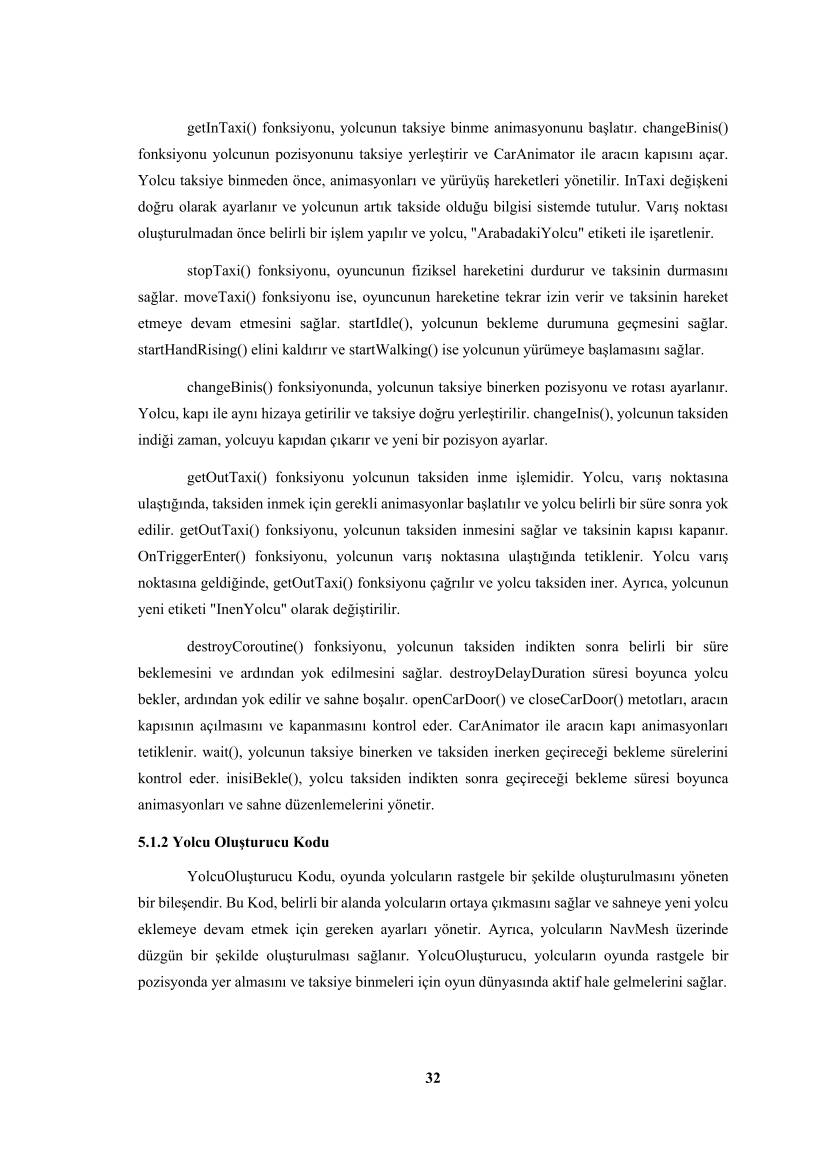 getInTaxi() fonksiyonu, yolcunun taksiye binme animasyonunu başlatır. changeBinis()
fonksiyonu yolcunun pozisyonunu taksiye yerleştirir ve CarAnimator ile aracın kapısını açar.
Yolcu taksiye binmeden önce, animasyonları ve yürüyüş hareketleri yönetilir. InTaxi değişkeni
doğru olarak ayarlanır ve yolcunun artık takside olduğu bilgisi sistemde tutulur. Varış noktası
oluşturulmadan önce belirli bir işlem yapılır ve yolcu, "ArabadakiYolcu" etiketi ile işaretlenir.
stopTaxi() fonksiyonu, oyuncunun fiziksel hareketini durdurur ve taksinin durmasını
sağlar. moveTaxi() fonksiyonu ise, oyuncunun hareketine tekrar izin verir ve taksinin hareket
etmeye devam etmesini sağlar. startIdle(), yolcunun bekleme durumuna geçmesini sağlar.
startHandRising() elini kaldırır ve startWalking() ise yolcunun yürümeye başlamasını sağlar.
changeBinis() fonksiyonunda, yolcunun taksiye binerken pozisyonu ve rotası ayarlanır.
Yolcu, kapı ile aynı hizaya getirilir ve taksiye doğru yerleştirilir. changeInis(), yolcunun taksiden
indiği zaman, yolcuyu kapıdan çıkarır ve yeni bir pozisyon ayarlar.
getOutTaxi() fonksiyonu yolcunun taksiden inme işlemidir. Yolcu, varış noktasına
ulaştığında, taksiden inmek için gerekli animasyonlar başlatılır ve yolcu belirli bir süre sonra yok
edilir. getOutTaxi() fonksiyonu, yolcunun taksiden inmesini sağlar ve taksinin kapısı kapanır.
OnTriggerEnter() fonksiyonu, yolcunun varış noktasına ulaştığında tetiklenir. Yolcu varış
noktasına geldiğinde, getOutTaxi() fonksiyonu çağrılır ve yolcu taksiden iner. Ayrıca, yolcunun
yeni etiketi "InenYolcu" olarak değiştirilir.
destroyCoroutine() fonksiyonu, yolcunun taksiden indikten sonra belirli bir süre
beklemesini ve ardından yok edilmesini sağlar. destroyDelayDuration süresi boyunca yolcu
bekler, ardından yok edilir ve sahne boşalır. openCarDoor() ve closeCarDoor() metotları, aracın
kapısının açılmasını ve kapanmasını kontrol eder. CarAnimator ile aracın kapı animasyonları
tetiklenir. wait(), yolcunun taksiye binerken ve taksiden inerken geçireceği bekleme sürelerini
kontrol eder. inisiBekle(), yolcu taksiden indikten sonra geçireceği bekleme süresi boyunca
animasyonları ve sahne düzenlemelerini yönetir.
5.1.2 Yolcu Oluşturucu Kodu
YolcuOluşturucu Kodu, oyunda yolcuların rastgele bir şekilde oluşturulmasını yöneten
bir bileşendir. Bu Kod, belirli bir alanda yolcuların ortaya çıkmasını sağlar ve sahneye yeni yolcu
eklemeye devam etmek için gereken ayarları yönetir. Ayrıca, yolcuların NavMesh üzerinde
düzgün bir şekilde oluşturulması sağlanır. YolcuOluşturucu, yolcuların oyunda rastgele bir
pozisyonda yer almasını ve taksiye binmeleri için oyun dünyasında aktif hale gelmelerini sağlar.
32